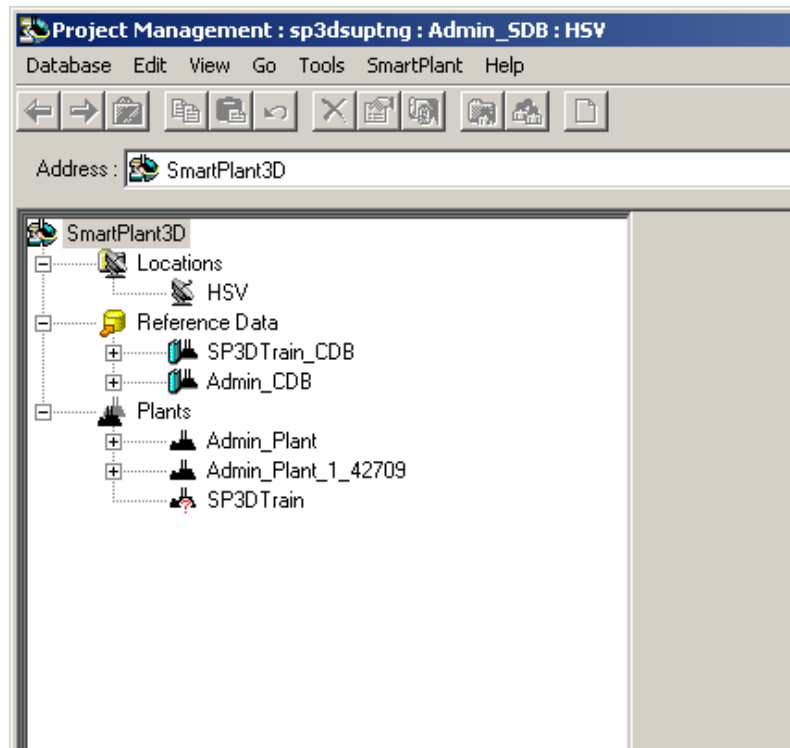 Project Management : sp3dsuptng : Admin_SDB : HSV
Database Edit View Go Tools SmartPlant Help
Address : SmartPlant3D
SmartPlant3D
Locations
HSV
Reference Data
SP3DTrain_CDB
Admin_CDB
Plants
Admin_Plant
Admin_Plant_1_42709
SP3DTrain